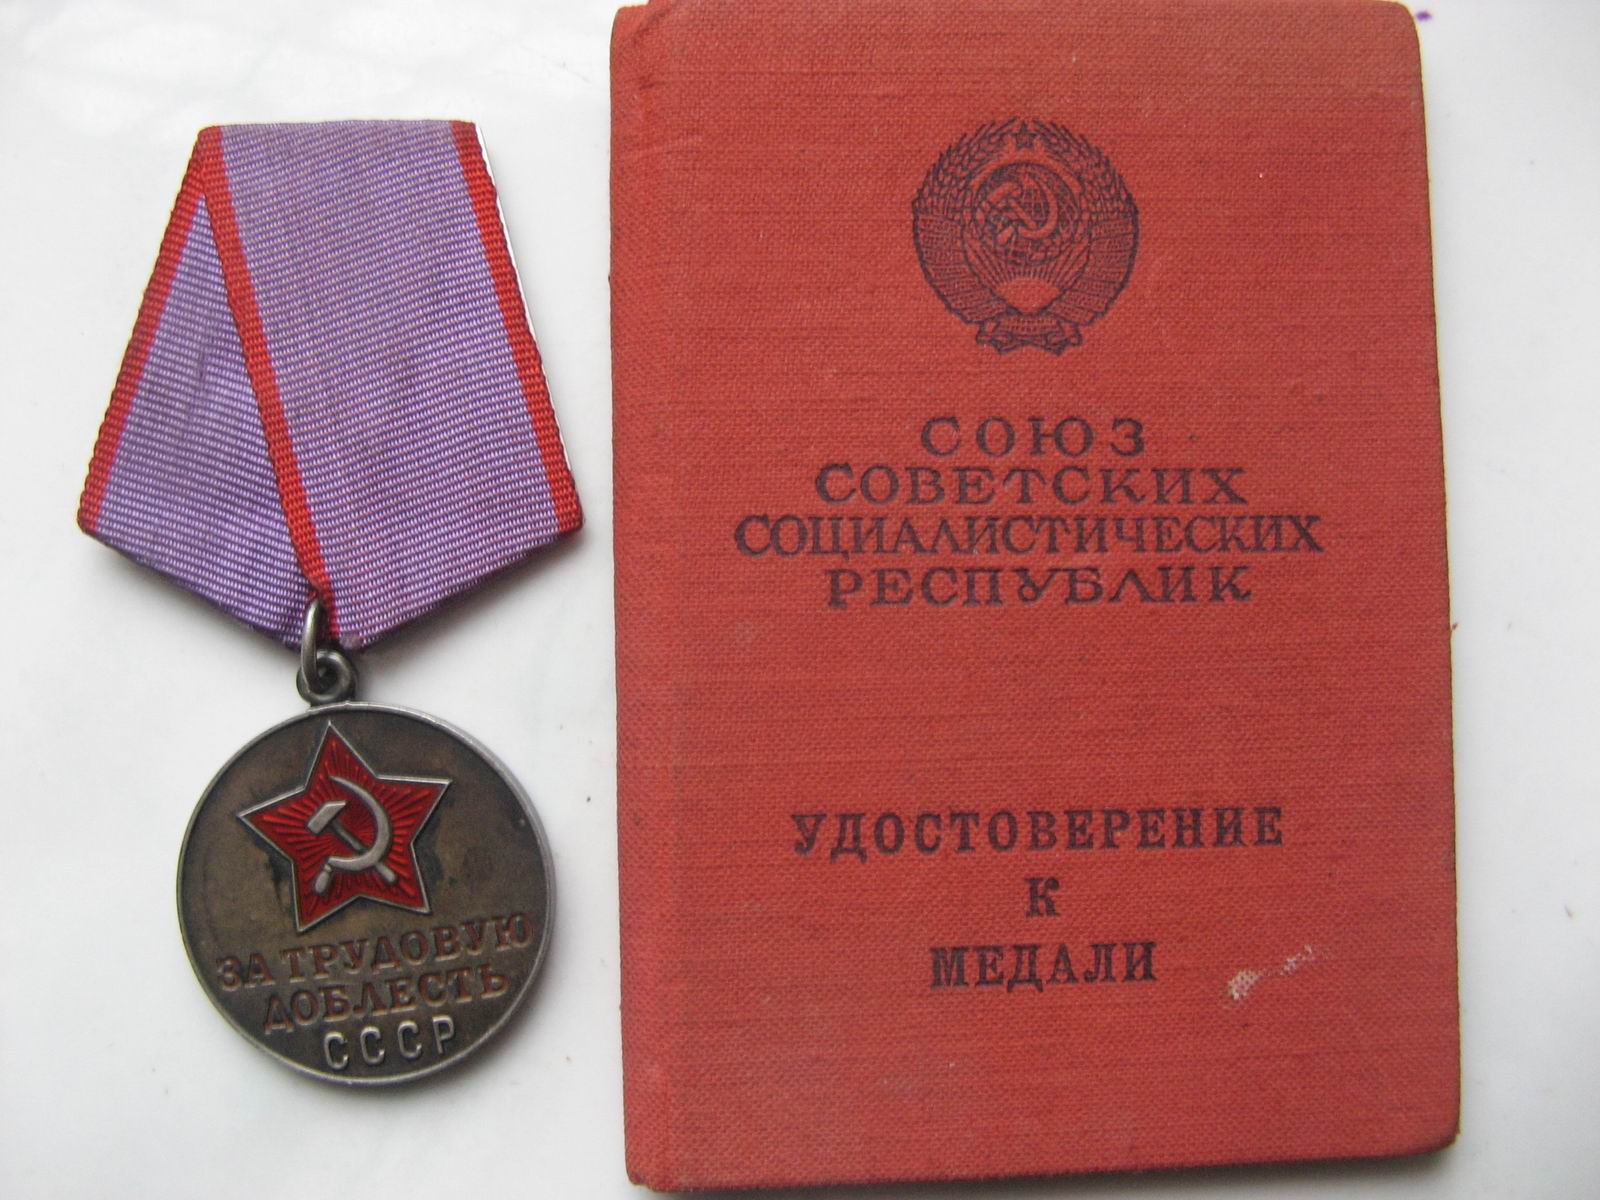 ЗА ТРУДОВУЮ
ДОБЛЕСТЬ
СССР
СОЮЗ
СОВЕТСКИХ
СОЦИАЛИСТИЧЕСКИХ
РЕСПУБЛИК
УДОСТОВЕРЕНИЕ
К
МЕДАЛИ